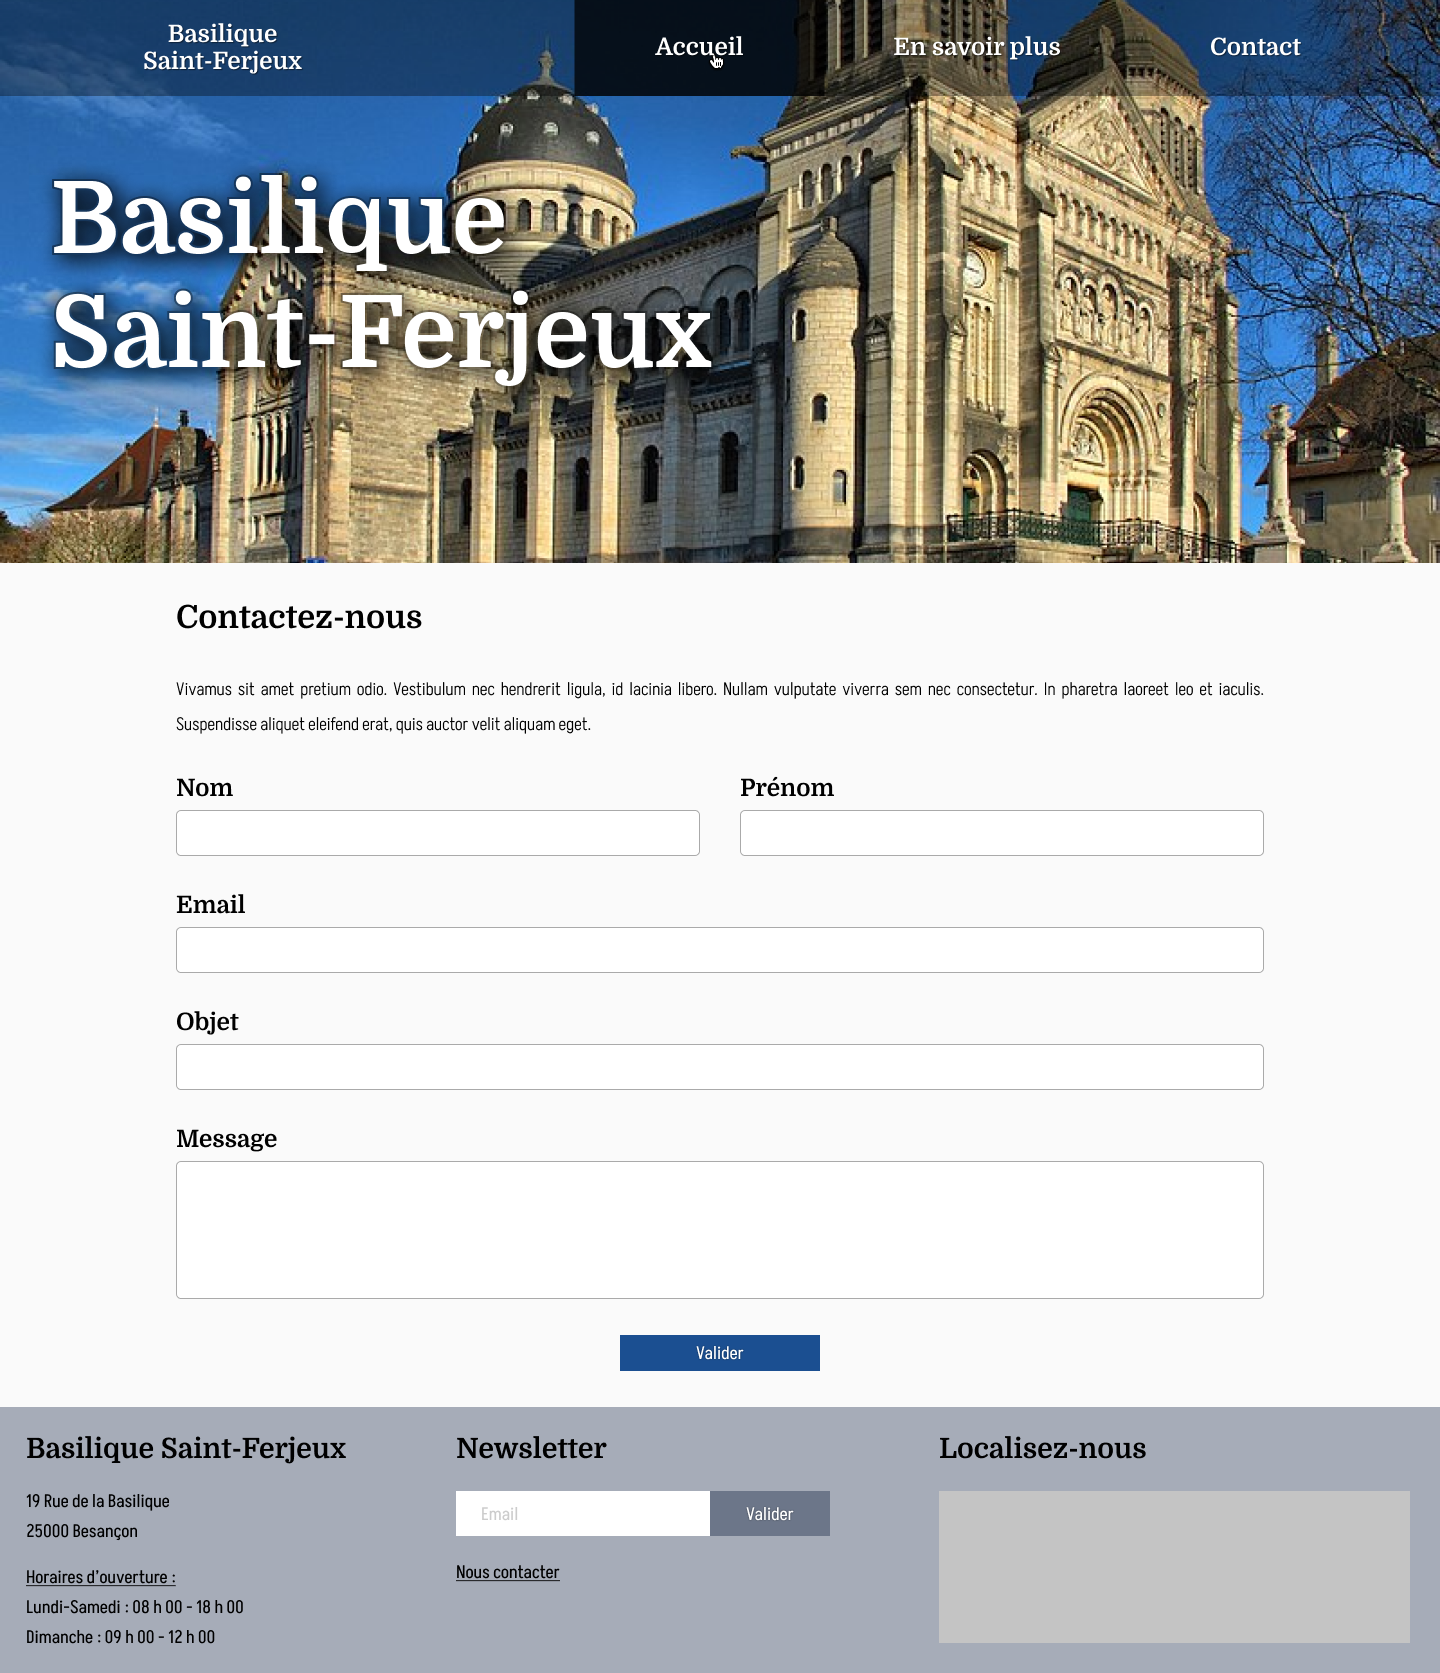 Basilique
Saint-Ferjeux
Accueil
En savoir plus
Contact
Basilique
Saint-Ferjeux
Contactez-nous
Vivamus sit amet pretium odio. Vestibulum nec hendrerit ligula, id lacinia libero. Nullam vulputate viverra sem nec consectetur. In pharetra laoreet leo et iaculis.
Suspendisse aliquet eleifend erat, quis auctor velit aliquam eget.
Nom
Prénom
Email
Objet
Message
Valider
Basilique Saint-Ferjeux
19 Rue de la Basilique
25000 Besançon
Horaires d'ouverture :
Lundi-Samedi : 08 h 00 - 18 h 00
Dimanche : 09 h 00 - 12 h 00
Newsletter
Email
Valider
Nous contacter
Localisez-nous